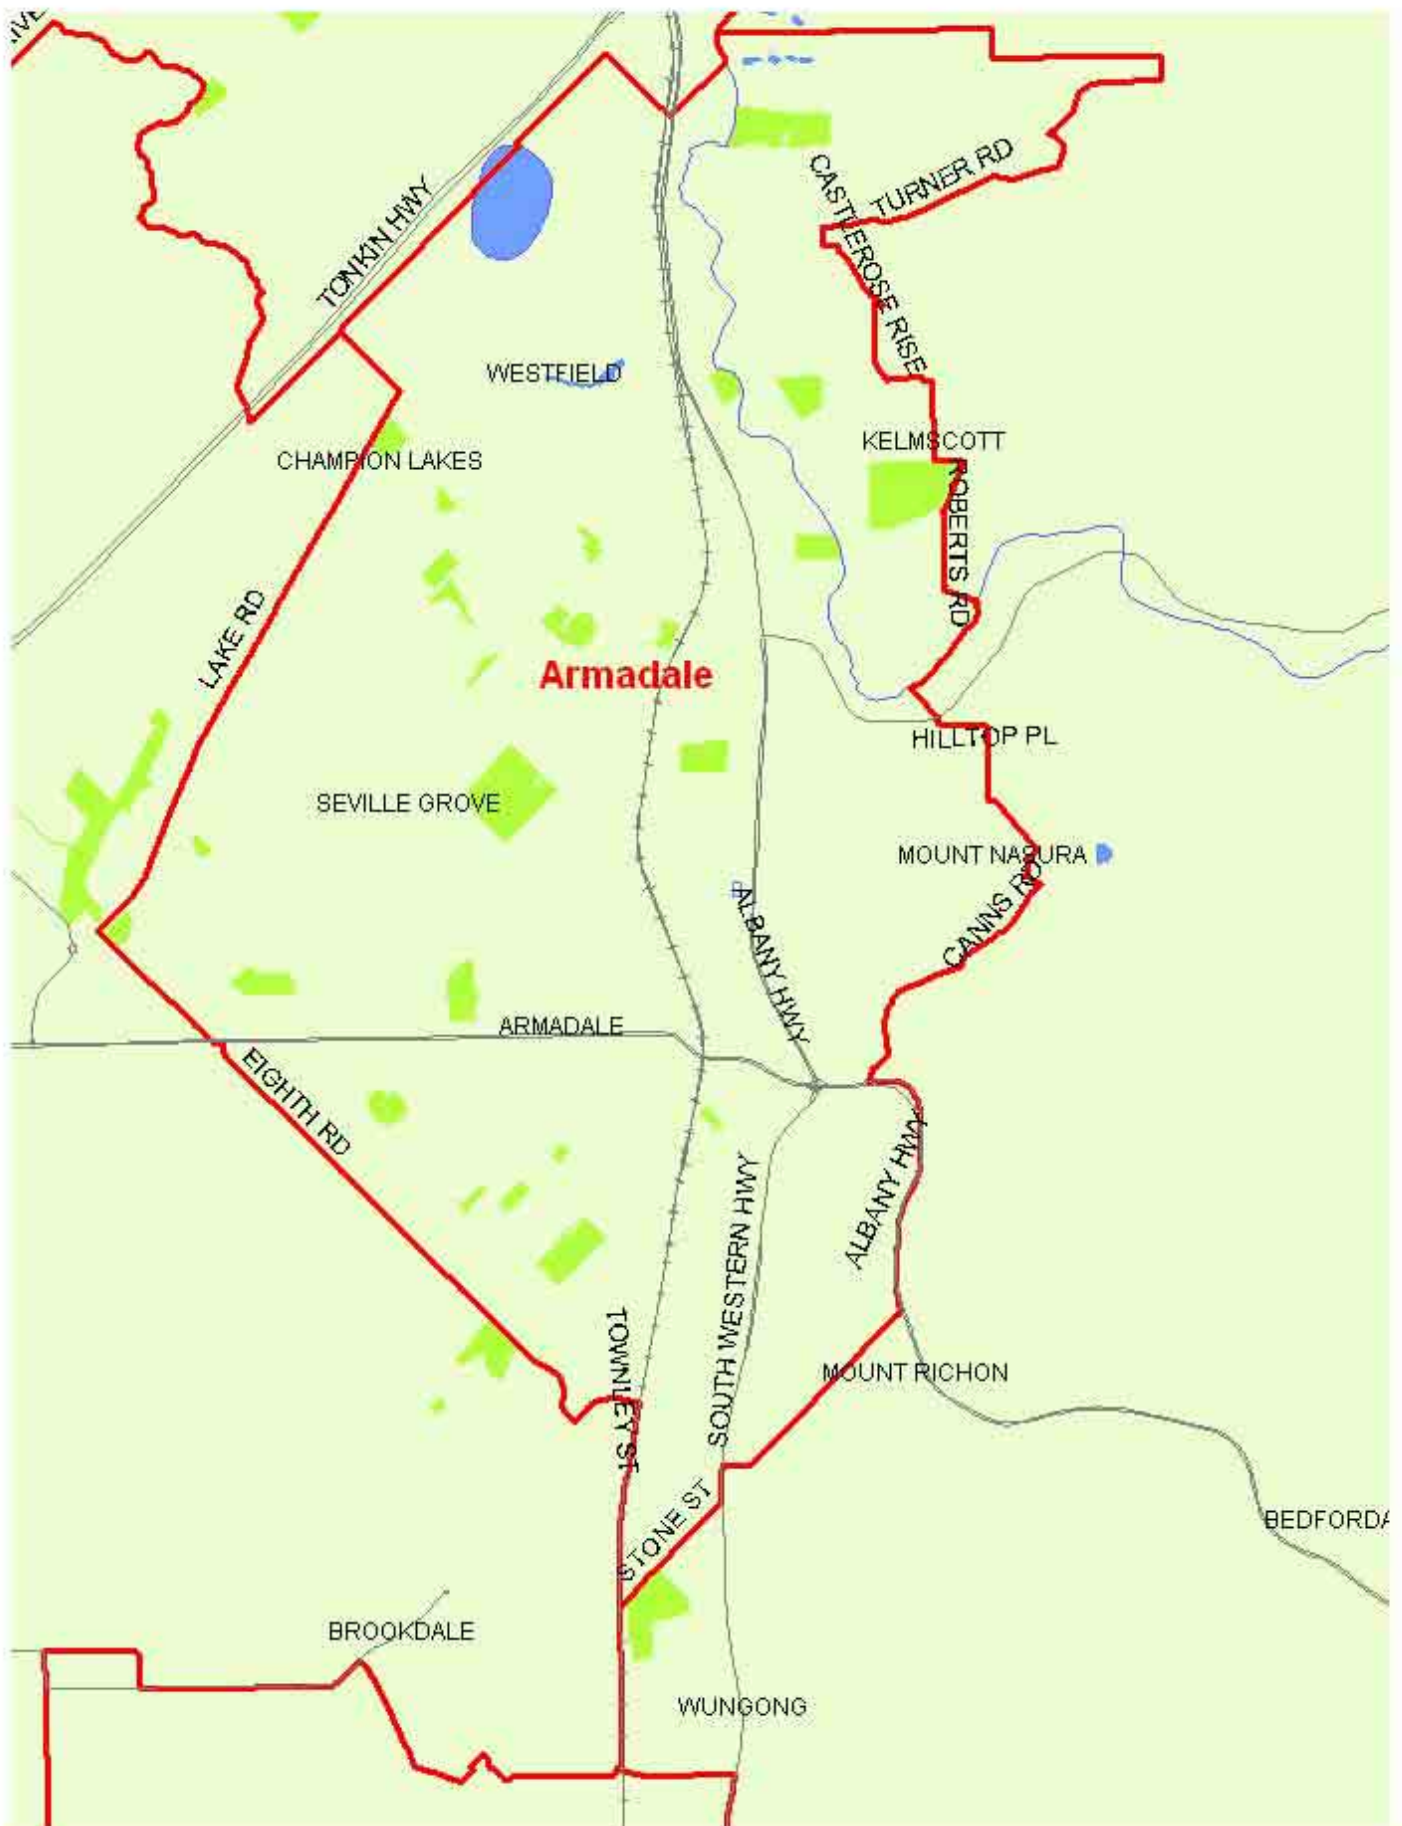 TURNER RD
CASTLEROSE RISE
TONKIN HWY
WESTFIELD
KELMSCOTT
CHAMPION LAKES
ROBERTS RD
LAKE RD
Armadale
HILLTOP PL
SEVILLE GROVE
MOUNT NASURA
CANNS RD
ALBANY HWY
ARMADALE
EIGHTH RD
ALBANY HWY
SOUTH WESTERN HWY
TOWNLEY ST
MOUNT RICHON
STONE ST
BEDFORDA
BROOKDALE
WUNGONG